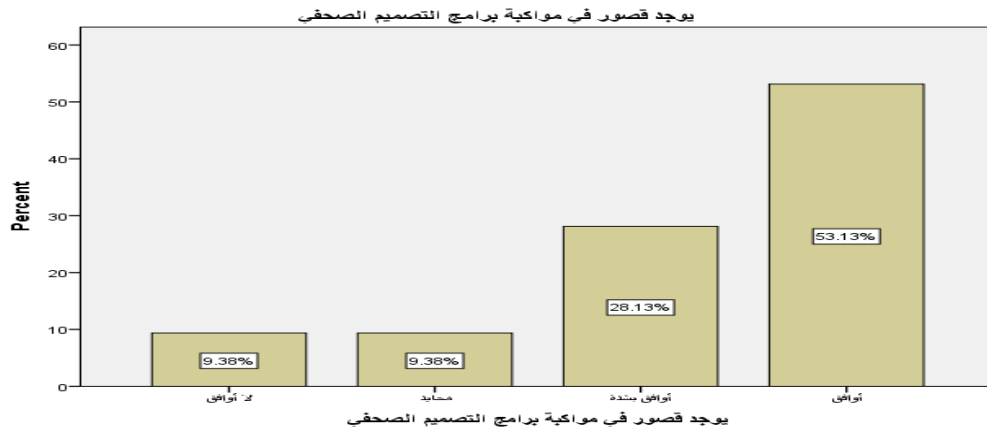 يوجد قصور في مواكبة برامج التصميم الصحفي
60
50
40
30
20
10
0
Percent
9.38%
9.38%
28.13%
53.13%
لا أوافق
محايد
أوافق بشدة
أوافق
يوجد قصور في مواكبة برامج التصميم الصحفي